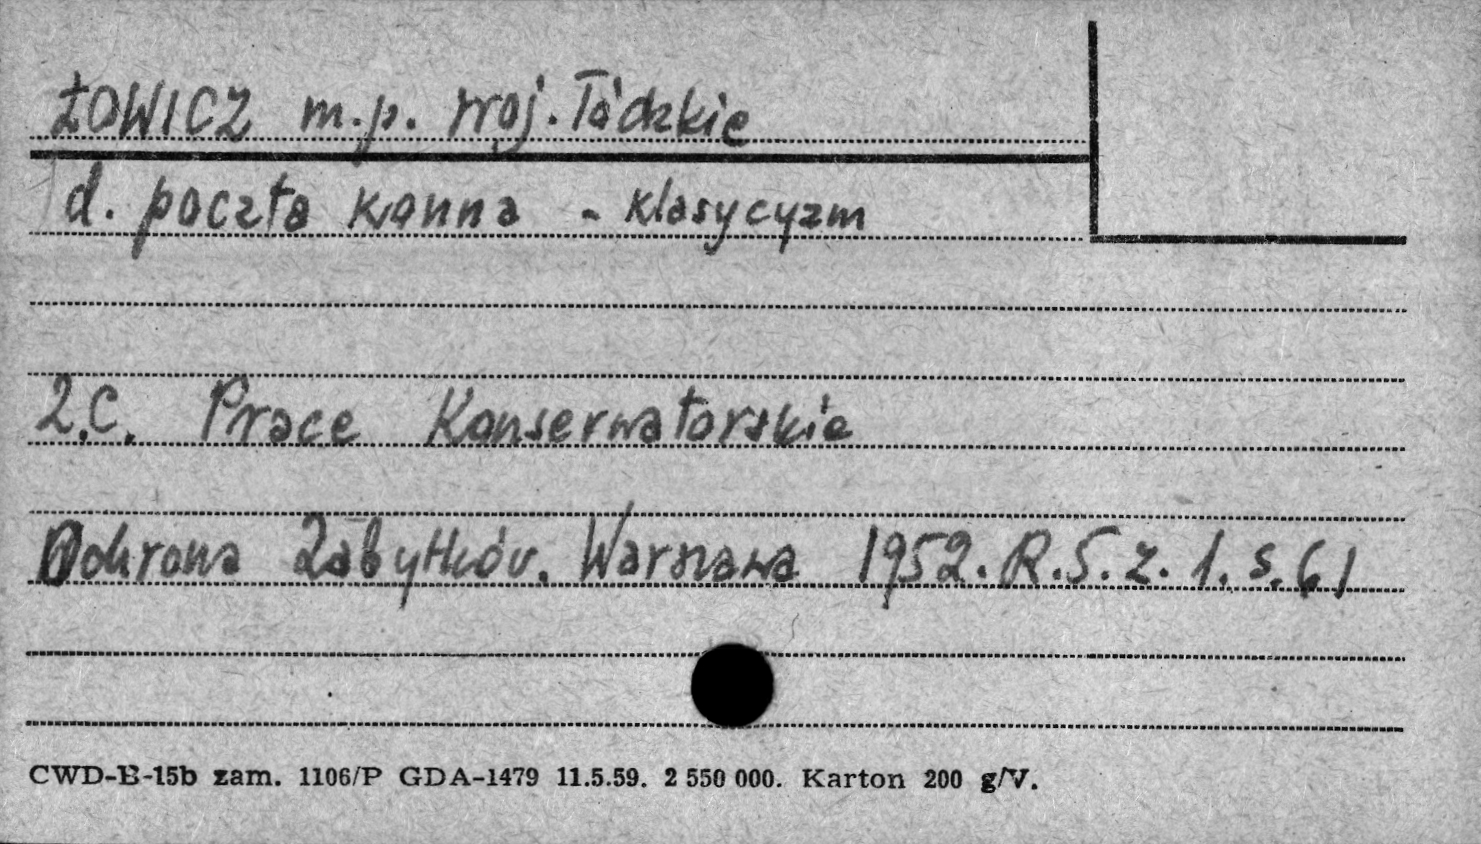 ŁOWICZ m.p. woj. łódzkie
d. poczta konna - klasycyzm
Z.C. Prace Konserwatorskie
Ochrona Zabytków. Warszawa 1952. R.5. z. 1. s. 61
CWD-E-15b zam. 1106/P GDA-1479 11.5.59. 2 550 000. Karton 200 g/V.